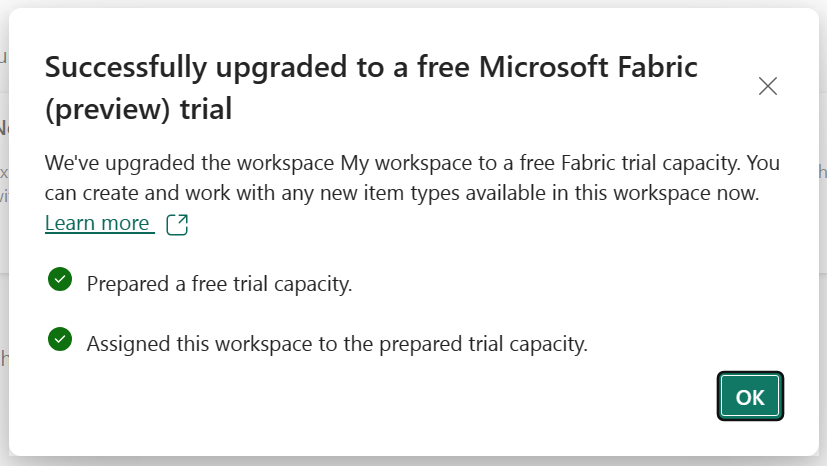 Successfully upgraded to a free Microsoft Fabric
(preview) trial
We've upgraded the workspace My workspace to a free Fabric trial capacity. You
can create and work with any new item types available in this workspace now.
Learn more
Prepared a free trial capacity.
Assigned this workspace to the prepared trial capacity.
OK